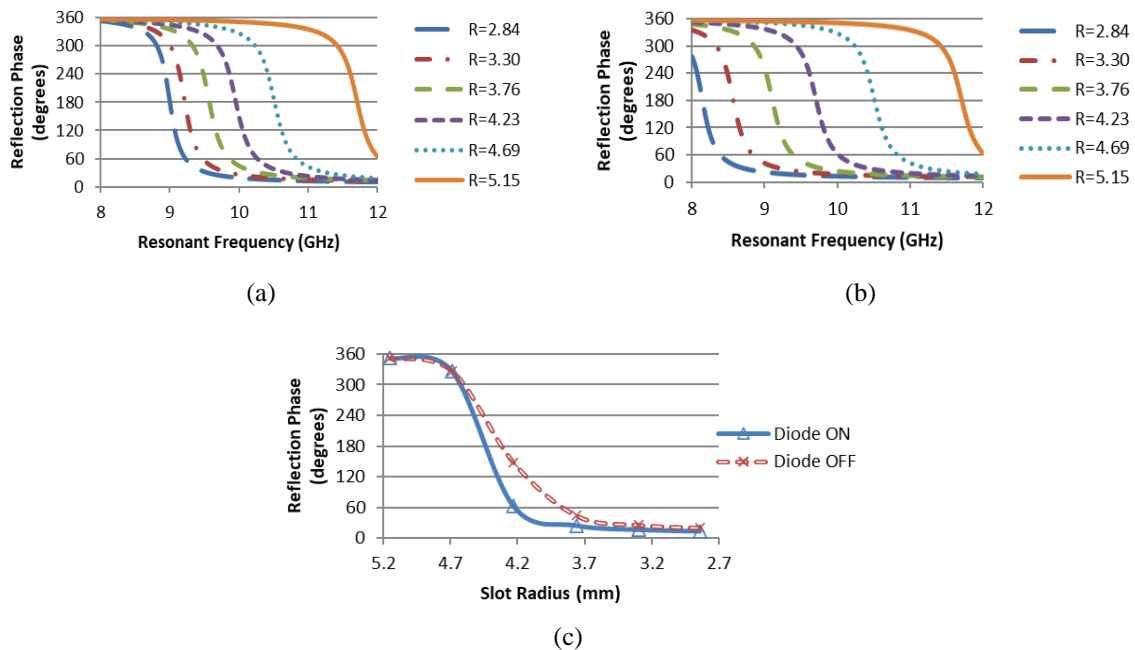 360
300
240
180
120
60
0
8 9 10 11 12
Reflection Phase
(degrees)
Resonant Frequency (GHz)
R=2.84
R=3.30
R=3.76
R=4.23
R=4.69
R=5.15
(a)
360
300
240
180
120
60
0
8 9 10 11 12
Reflection Phase
(degrees)
Resonant Frequency (GHz)
R=2.84
R=3.30
R=3.76
R=4.23
R=4.69
R=5.15
(b)
360
300
240
180
120
60
0
5.2 4.7 4.2 3.7 3.2 2.7
Reflection Phase
(degrees)
Slot Radius (mm)
Diode ON
Diode OFF
(c)